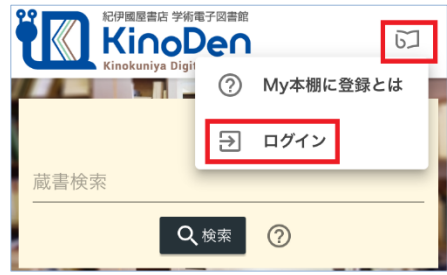 紀伊國屋書店 学術電子図書館
KinoDen
Kinokuniya Digit
My本棚に登録とは
ログイン
蔵書検索
検索